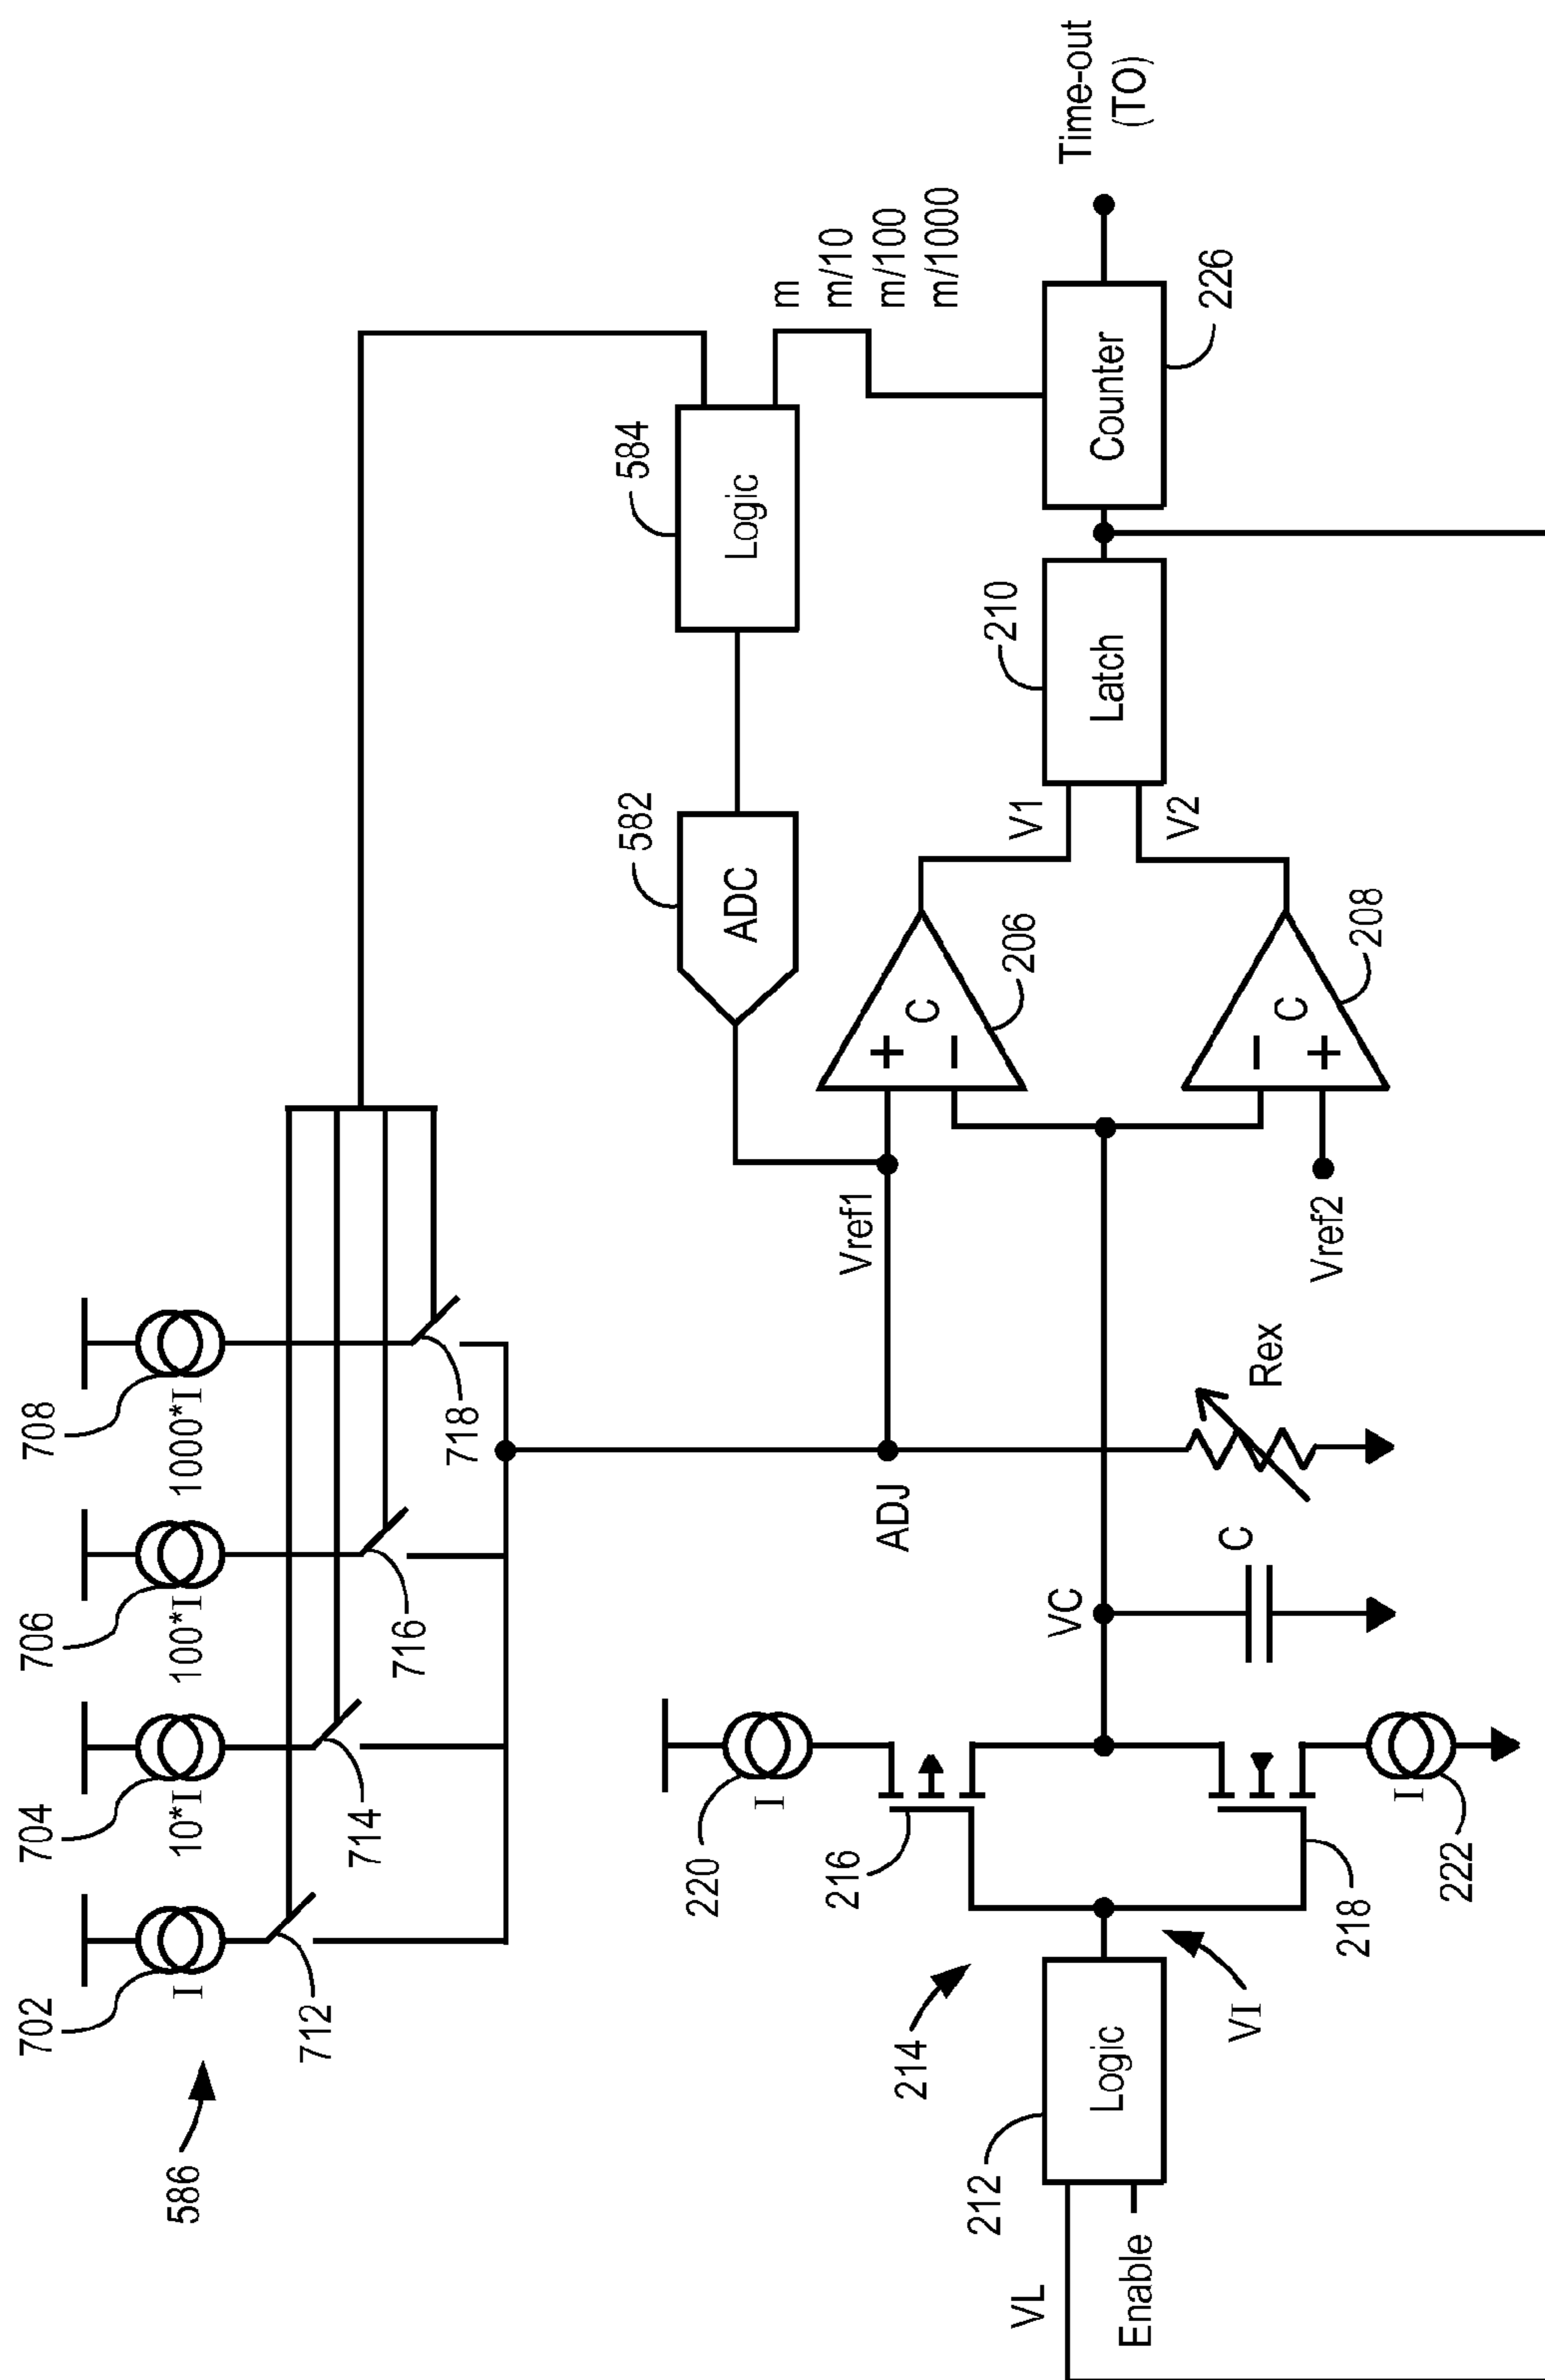 586
702
I
712
704
10*I
714
706
100*I
716
708
1000*I
718
584
Logic
m
m/10
m/100
m/1000
582
ADC
Vref1
ADJ
Rex
206
C
+
−
208
C
−
+
Vref2
V1
V2
210
Latch
Counter
226
Time-out
(TO)
VC
C
220
I
216
214
218
I
222
VI
212
Logic
VL
Enable